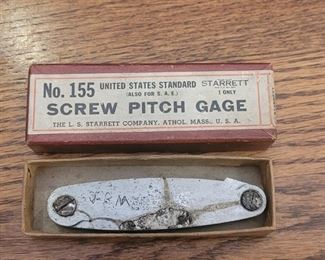 No. 155 UNITED STATES STANDARD STARRETT
(ALSO FOR S. A. E.) 1 ONLY
SCREW PITCH GAGE
THE L. S. STARRETT COMPANY, ATHOL, MASS., U. S. A.